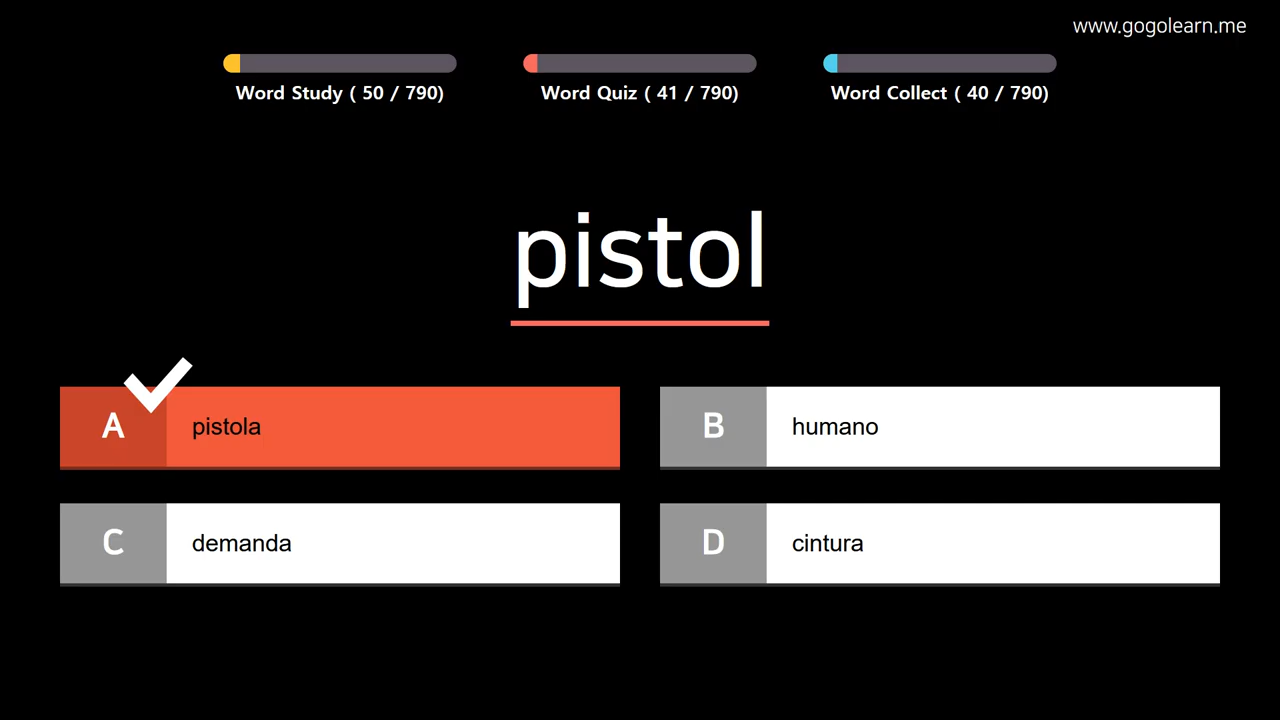 www.gogolearn.me
Word Study ( 50 / 790)
Word Quiz ( 41 / 790)
Word Collect ( 40 / 790)
pistol
A pistola
B humano
C demanda
D cintura